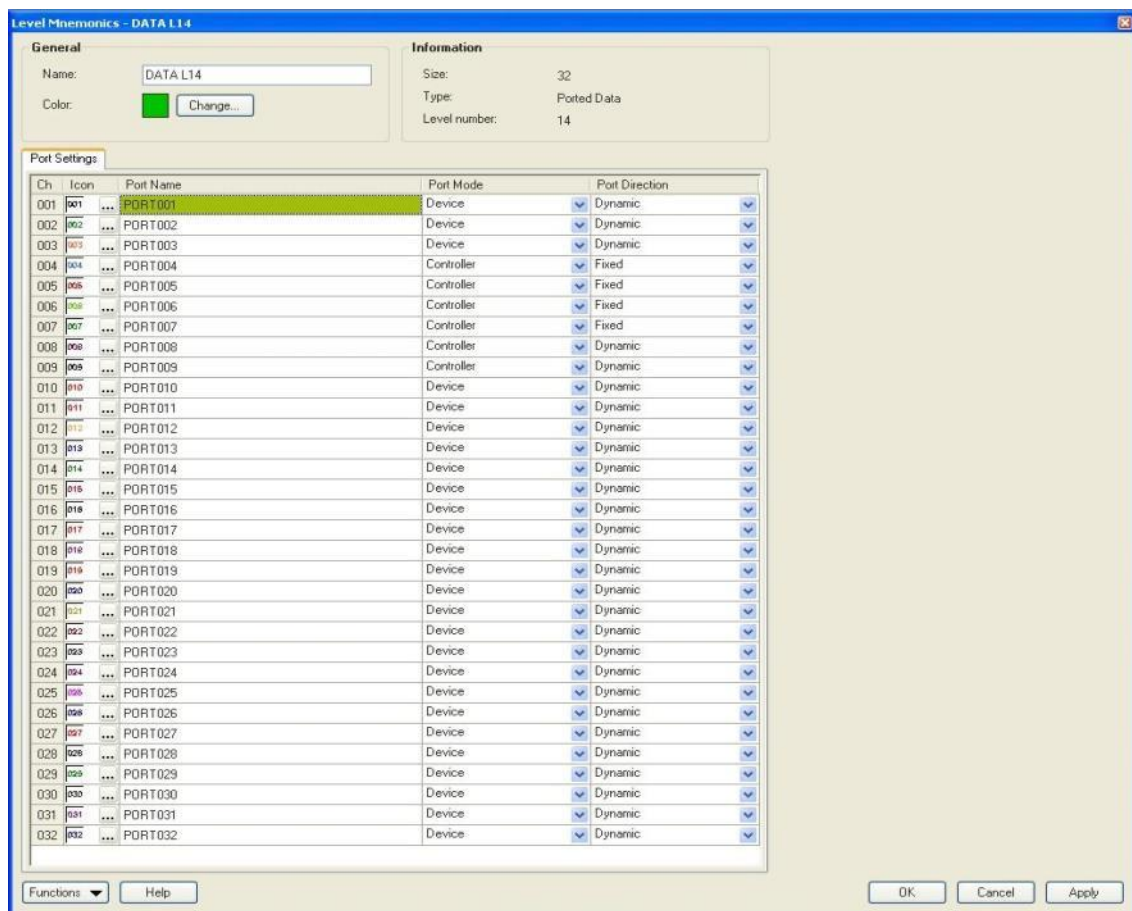 Level Mnemonics - DATA L14
General
Name: DATA L14
Color: Change...
Information
Size: 32
Type: Ported Data
Level number: 14
Port Settings
Ch Icon Port Name Port Mode Port Direction
001 001 ... PORT001 Device Dynamic
002 002 ... PORT002 Device Dynamic
003 003 ... PORT003 Device Dynamic
004 004 ... PORT004 Controller Fixed
005 005 ... PORT005 Controller Fixed
006 006 ... PORT006 Controller Fixed
007 007 ... PORT007 Controller Fixed
008 008 ... PORT008 Controller Dynamic
009 009 ... PORT009 Controller Dynamic
010 010 ... PORT010 Device Dynamic
011 011 ... PORT011 Device Dynamic
012 012 ... PORT012 Device Dynamic
013 013 ... PORT013 Device Dynamic
014 014 ... PORT014 Device Dynamic
015 015 ... PORT015 Device Dynamic
016 016 ... PORT016 Device Dynamic
017 017 ... PORT017 Device Dynamic
018 018 ... PORT018 Device Dynamic
019 019 ... PORT019 Device Dynamic
020 020 ... PORT020 Device Dynamic
021 021 ... PORT021 Device Dynamic
022 022 ... PORT022 Device Dynamic
023 023 ... PORT023 Device Dynamic
024 024 ... PORT024 Device Dynamic
025 025 ... PORT025 Device Dynamic
026 026 ... PORT026 Device Dynamic
027 027 ... PORT027 Device Dynamic
028 028 ... PORT028 Device Dynamic
029 029 ... PORT029 Device Dynamic
030 030 ... PORT030 Device Dynamic
031 031 ... PORT031 Device Dynamic
032 032 ... PORT032 Device Dynamic
Functions Help OK Cancel Apply